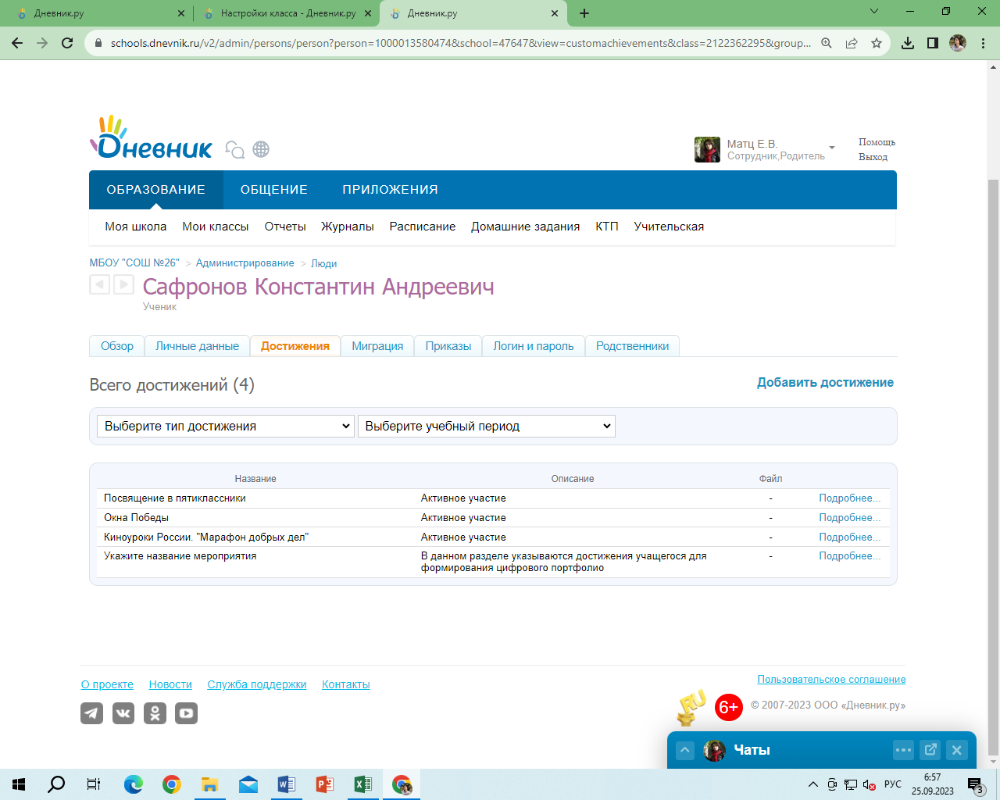 Дневник.ру
Настройки класса - Дневник.ру
Дневник.ру
schools.dnevnik.ru/v2/admin/persons/person?person=1000013580474&school=47647&view=customachievements&class=2122362295&group...
Дневник
Матц Е.В.
Сотрудник,Родитель
Помощь
Выход
ОБРАЗОВАНИЕ ОБЩЕНИЕ ПРИЛОЖЕНИЯ
Моя школа Мои классы Отчеты Журналы Расписание Домашние задания КТП Учительская
МБОУ "СОШ №26" > Администрирование > Люди
Сафронов Константин Андреевич
Ученик
Обзор Личные данные Достижения Миграция Приказы Логин и пароль Родственники
Всего достижений (4)
Добавить достижение
Выберите тип достижения Выберите учебный период
Название Описание Файл
Посвящение в пятиклассники Активное участие - Подробнее...
Окна Победы Активное участие - Подробнее...
Киноуроки России. "Марафон добрых дел" Активное участие - Подробнее...
Укажите название мероприятия В данном разделе указываются достижения учащегося для - Подробнее...
формирования цифрового портфолио
О проекте Новости Служба поддержки Контакты
Пользовательское соглашение
RU 6+ © 2007-2023 ООО «Дневник.ру»
Чаты
РУС
6:57
25.09.2023
3